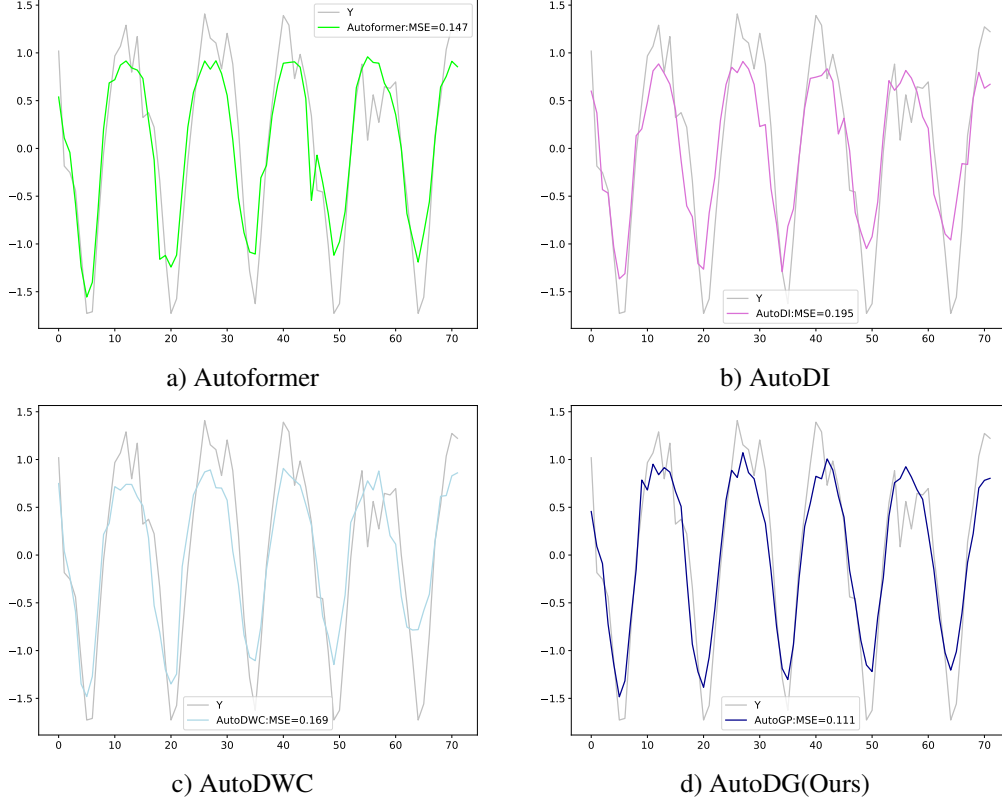 1.5
1.0
0.5
0.0
−0.5
−1.0
−1.5
0 10 20 30 40 50 60 70
Y
Autoformer:MSE=0.147
a) Autoformer
1.5
1.0
0.5
0.0
−0.5
−1.0
−1.5
0 10 20 30 40 50 60 70
Y
AutoDI:MSE=0.195
b) AutoDI
1.5
1.0
0.5
0.0
−0.5
−1.0
−1.5
0 10 20 30 40 50 60 70
Y
AutoDWC:MSE=0.169
c) AutoDWC
1.5
1.0
0.5
0.0
−0.5
−1.0
−1.5
0 10 20 30 40 50 60 70
Y
AutoGP:MSE=0.111
d) AutoDG(Ours)